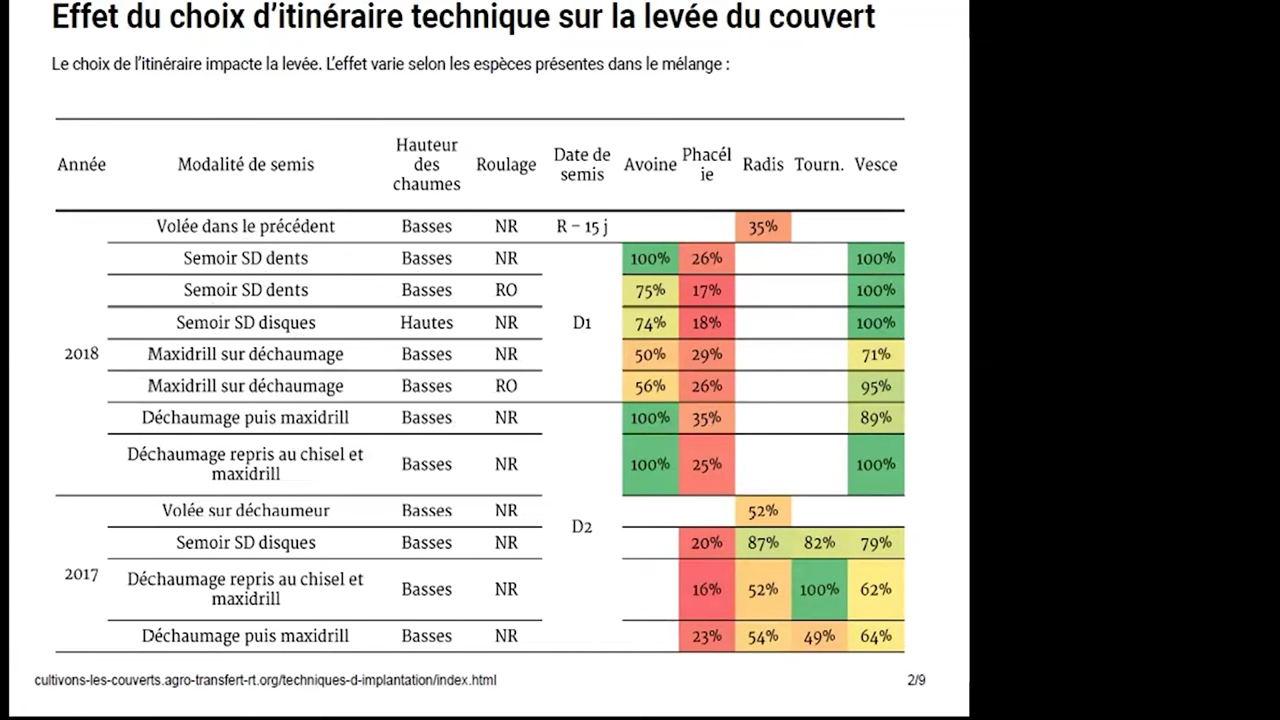 Effet du choix d’itinéraire technique sur la levée du couvert
Le choix de l’itinéraire impacte la levée. L’effet varie selon les espèces présentes dans le mélange :
Année Modalité de semis Hauteur des chaumes Roulage Date de semis Avoine Phacélie Radis Tourn. Vesce
Volée dans le précédent Basses NR R – 15 j 35%
Semoir SD dents Basses NR 100% 26% 100%
Semoir SD dents Basses RO 75% 17% 100%
Semoir SD disques Hautes NR D1 74% 18% 100%
2018 Maxidrill sur déchaumage Basses NR 50% 29% 71%
Maxidrill sur déchaumage Basses RO 56% 26% 95%
Déchaumage puis maxidrill Basses NR 100% 35% 89%
Déchaumage repris au chisel et maxidrill Basses NR 100% 25% 100%
Volée sur déchaumeur Basses NR 52%
D2
Semoir SD disques Basses NR 20% 87% 82% 79%
2017 Déchaumage repris au chisel et maxidrill Basses NR 16% 52% 100% 62%
Déchaumage puis maxidrill Basses NR 23% 54% 49% 64%
cultivons-les-couverts.agro-transfert-rt.org/techniques-d-implantation/index.html 2/9